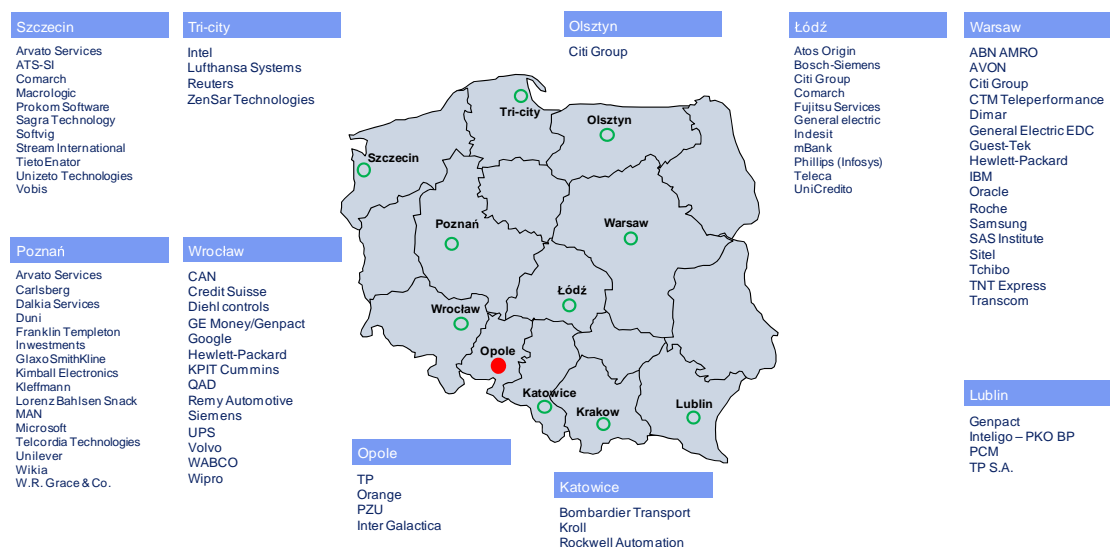 Szczecin
Arvato Services
ATS-SI
Comarch
Macrologic
Prokom Software
Sagra Technology
Softvig
Stream International
TietoEnator
Unizeto Technologies
Vobis
Tri-city
Intel
Lufthansa Systems
Reuters
ZenSar Technologies
Olsztyn
Citi Group
Łódź
Atos Origin
Bosch-Siemens
Citi Group
Comarch
Fujitsu Services
General electric
Indesit
mBank
Phillips (Infosys)
Teleca
UniCredito
Warsaw
ABN AMRO
AVON
Citi Group
CTM Teleperformance
Dimar
General Electric EDC
Guest-Tek
Hewlett-Packard
IBM
Oracle
Roche
Samsung
SAS Institute
Sitel
Tchibo
TNT Express
Transcom
Tri-city
Olsztyn
Szczecin
Poznań
Warsaw
Łódź
Wrocław
Opole
Katowice
Krakow
Lublin
Poznań
Arvato Services
Carlsberg
Dalkia Services
Duni
Franklin Templeton
Inwestments
GlaxoSmithKline
Kimball Electronics
Kleffmann
Lorenz Bahlsen Snack
MAN
Microsoft
Telcordia Technologies
Unilever
Wikia
W.R. Grace & Co.
Wrocław
CAN
Credit Suisse
Diehl controls
GE Money/Genpact
Google
Hewlett-Packard
KPIT Cummins
QAD
Remy Automotive
Siemens
UPS
Volvo
WABCO
Wipro
Opole
TP
Orange
PZU
Inter Galactica
Katowice
Bombardier Transport
Kroll
Rockwell Automation
Lublin
Genpact
Inteligo – PKO BP
PCM
TP S.A.